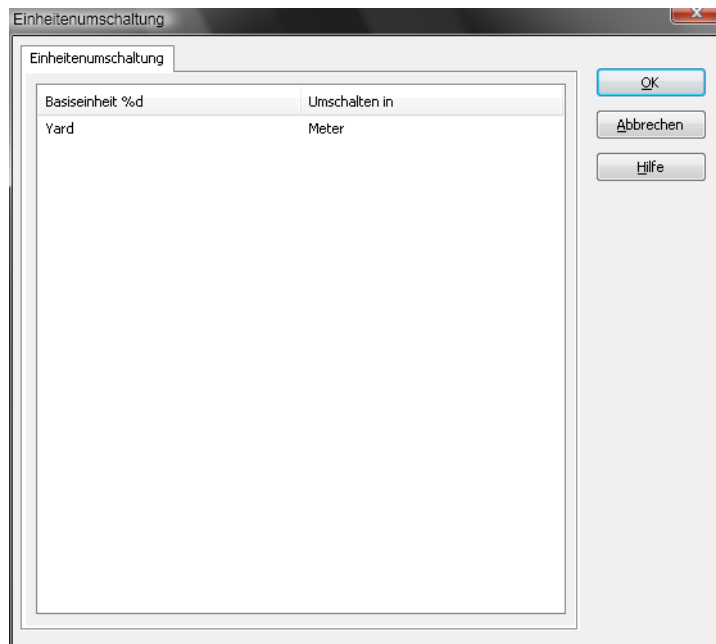 Einheitenumschaltung
Einheitenumschaltung
Basiseinheit %d Umschalten in
Yard Meter
OK
Abbrechen
Hilfe